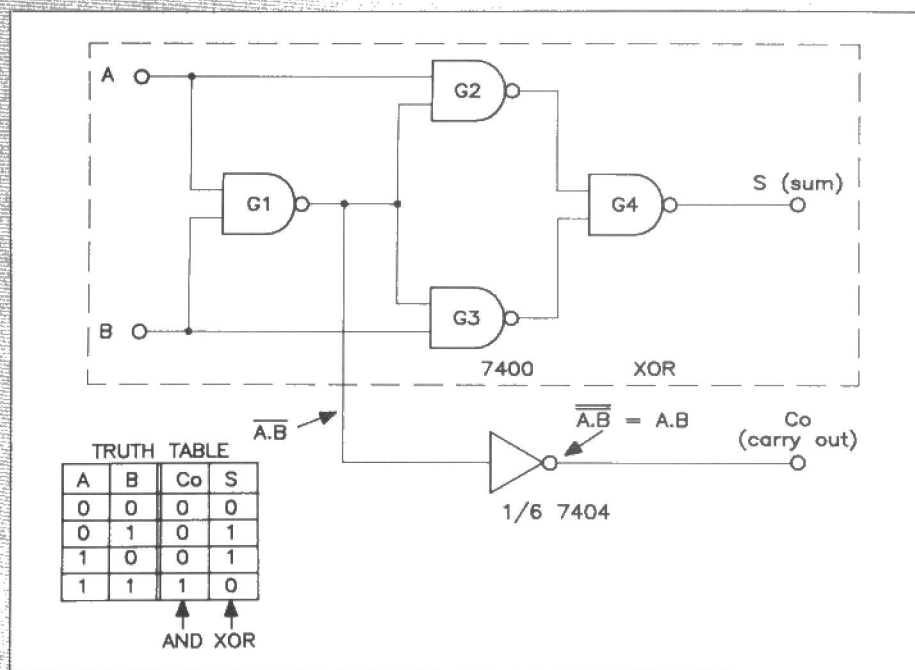 A
G2
G1
G4
S (sum)
B
G3
7400 XOR
A.B
A.B = A.B
Co
(carry out)
1/6 7404
TRUTH TABLE
A B Co S
0 0 0 0
0 1 0 1
1 0 0 1
1 1 1 0
AND XOR